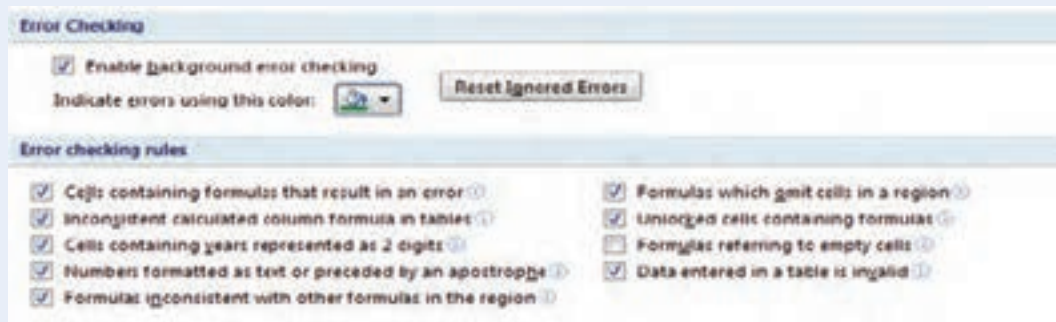 Error Checking
Enable background error checking
Indicate errors using this color:
Reset Ignored Errors
Error checking rules
Cells containing formulas that result in an error
Inconsistent calculated column formula in tables
Cells containing years represented as 2 digits
Numbers formatted as text or preceded by an apostrophe
Formulas inconsistent with other formulas in the region
Formulas which omit cells in a region
Unlocked cells containing formulas
Formulas referring to empty cells
Data entered in a table is invalid